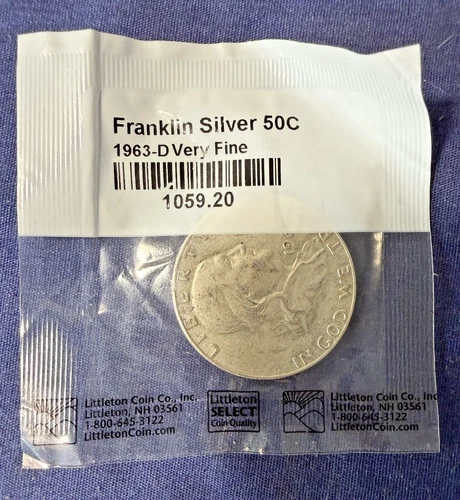 Franklin Silver 50C
1963-D Very Fine
1059.20
LIBERT
IN GOD WE T
Littleton Coin Co., Inc
Littleton, NH 03561
1-800-645-3122
LittletonCoin.com
Littleton
SELECT
Coin Quality
Littleton Coin Co., Inc.
Littleton, NH 03561
1-800-645-3122
LittletonCoin.com